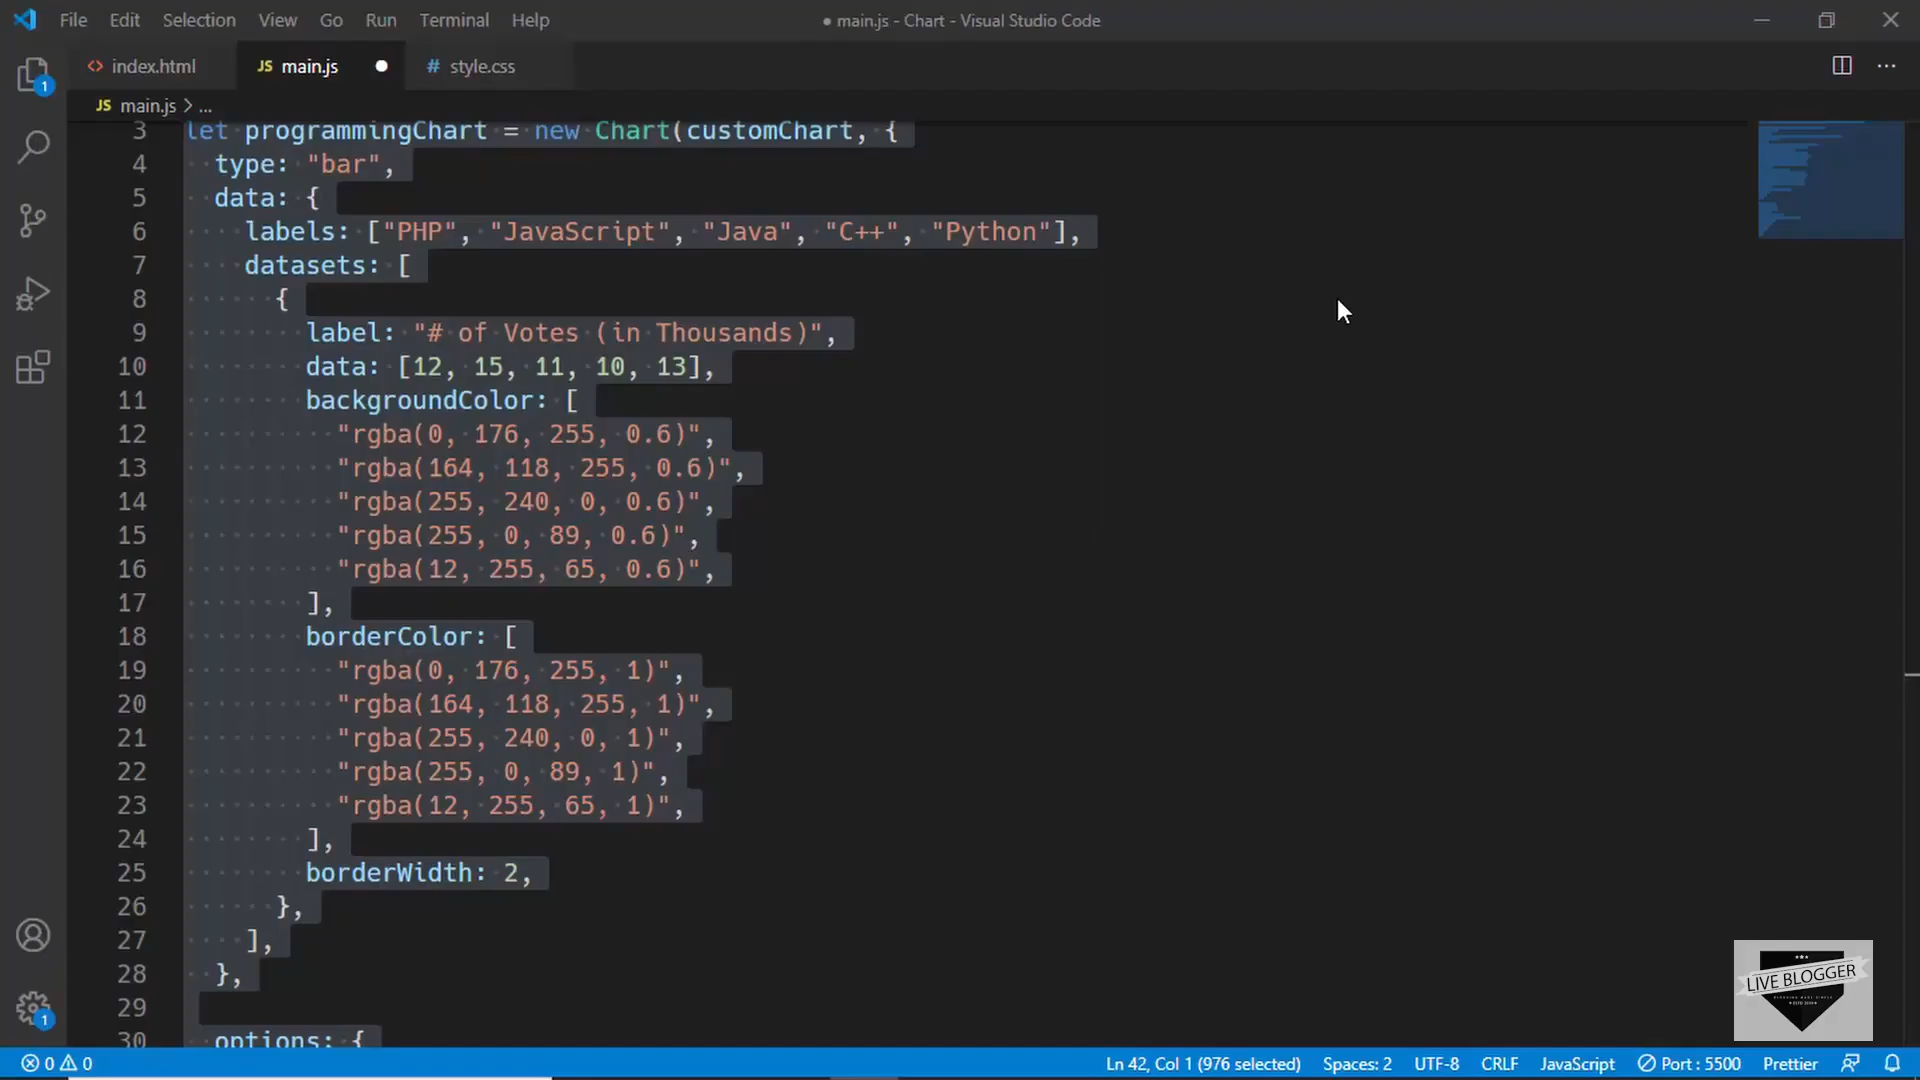 File Edit Selection View Go Run Terminal Help
● main.js - Chart - Visual Studio Code
index.html
JS main.js
# style.css
JS main.js > ...
3 let programmingChart = new Chart(customChart, {
4 type: "bar",
5 data: {
6 labels: ["PHP", "JavaScript", "Java", "C++", "Python"],
7 datasets: [
8 {
9 label: "# of Votes (in Thousands)",
10 data: [12, 15, 11, 10, 13],
11 backgroundColor: [
12 "rgba(0, 176, 255, 0.6)",
13 "rgba(164, 118, 255, 0.6)",
14 "rgba(255, 240, 0, 0.6)",
15 "rgba(255, 0, 89, 0.6)",
16 "rgba(12, 255, 65, 0.6)",
17 ],
18 borderColor: [
19 "rgba(0, 176, 255, 1)",
20 "rgba(164, 118, 255, 1)",
21 "rgba(255, 240, 0, 1)",
22 "rgba(255, 0, 89, 1)",
23 "rgba(12, 255, 65, 1)",
24 ],
25 borderWidth: 2,
26 },
27 ],
28 },
29
30 options: {
1
1
LIVE BLOGGER
0 0
Ln 42, Col 1 (976 selected) Spaces: 2 UTF-8 CRLF JavaScript Port : 5500 Prettier